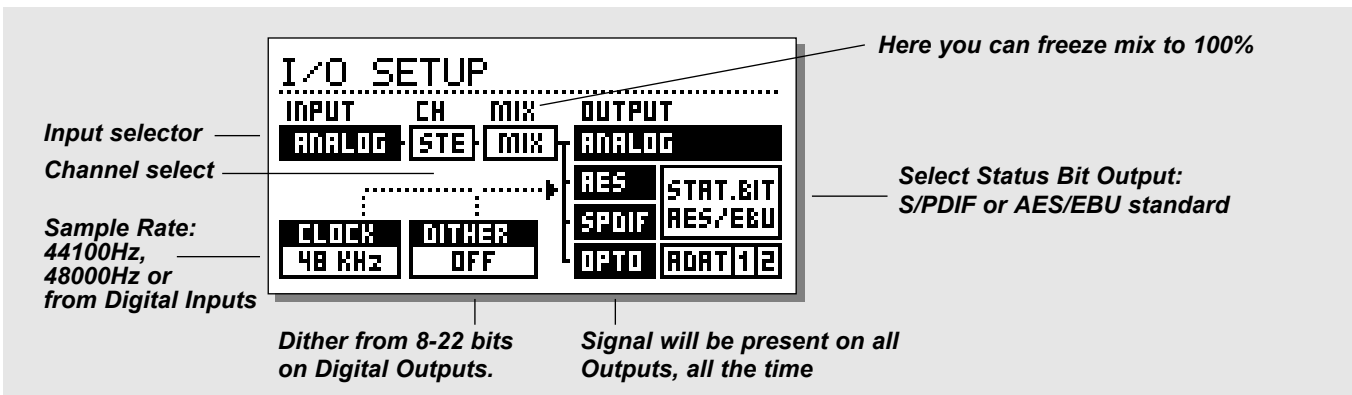 Here you can freeze mix to 100%
I/O SETUP
INPUT CH MIX OUTPUT
Input selector
ANALOG STE MIX ANALOG
Channel select
AES STAT.BIT
AES/EBU
Select Status Bit Output:
S/PDIF or AES/EBU standard
SPDIF
Sample Rate:
44100Hz,
48000Hz or
from Digital Inputs
CLOCK DITHER
48 KHz OFF OPTO ADAT 1 2
Dither from 8-22 bits
on Digital Outputs.
Signal will be present on all
Outputs, all the time